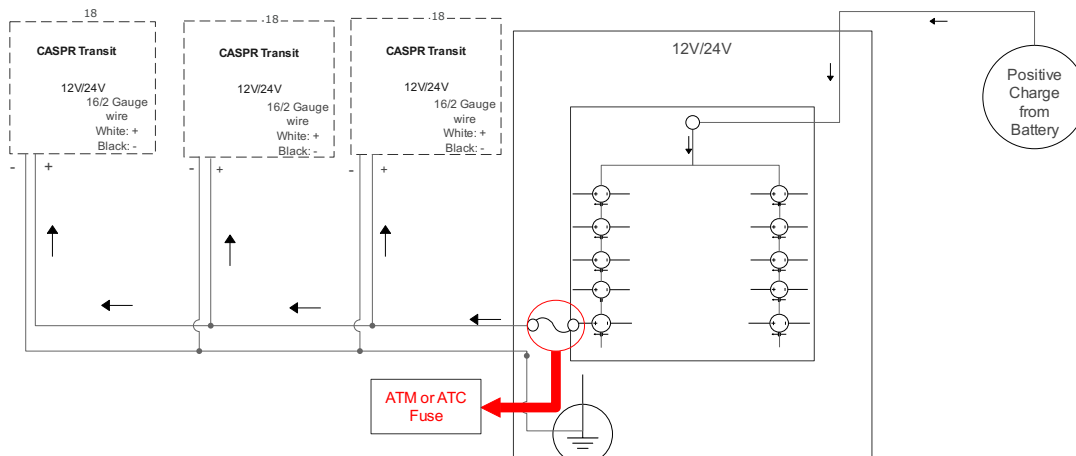 18
CASPR Transit
12V/24V
16/2 Gauge
wire
White: +
Black: -
- +
18
CASPR Transit
12V/24V
16/2 Gauge
wire
White: +
Black: -
- +
18
CASPR Transit
12V/24V
16/2 Gauge
wire
White: +
Black: -
- +
12V/24V
Positive
Charge
from
Battery
ATM or ATC
Fuse